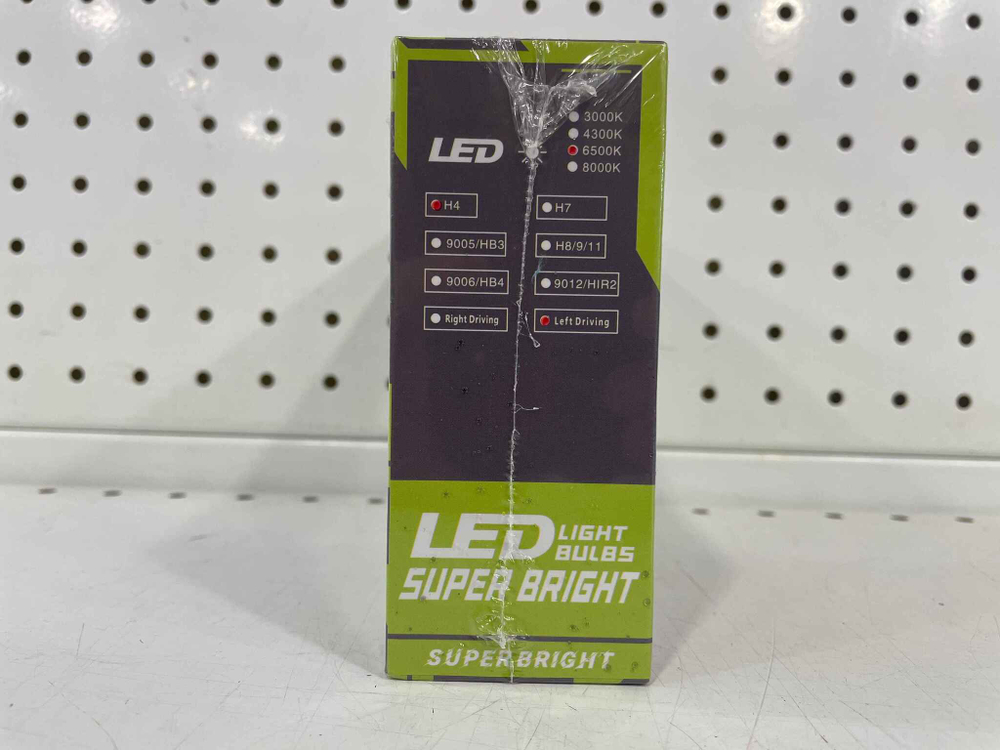 3000K
4300K
LED
6500K
8000K
H4
H7
9005/HB3
H8/9/11
9006/HB4
9012/HIR2
Right Driving
Left Driving
LED LIGHT BULBS
SUPER BRIGHT
SUPER BRIGHT